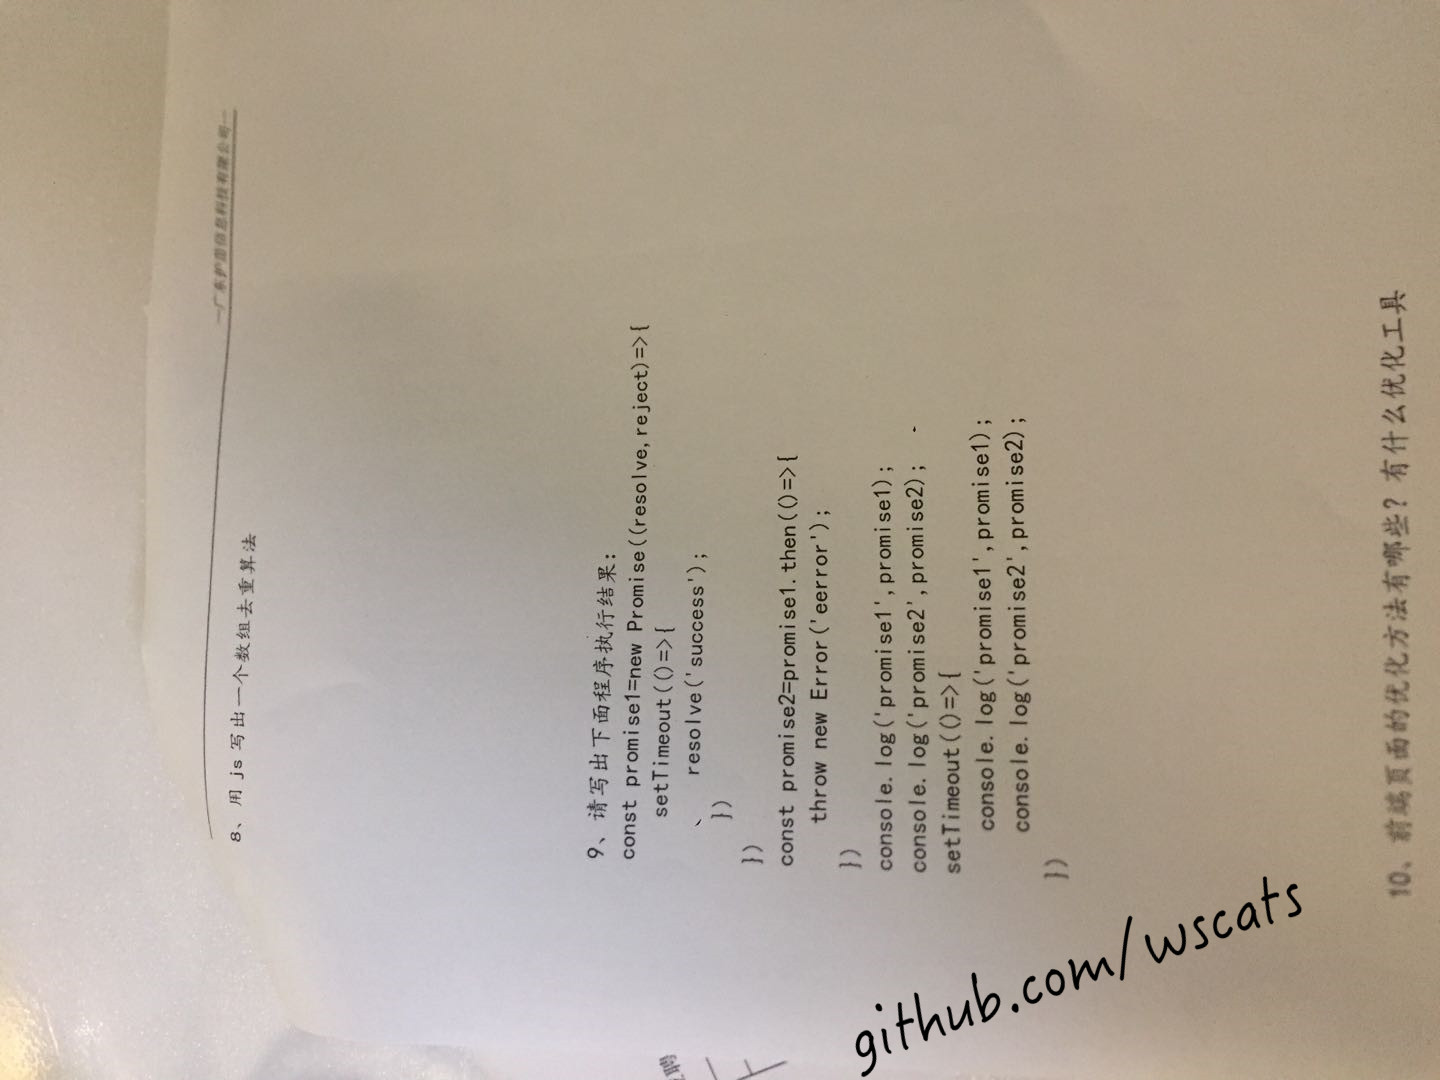 广东护苗信息科技有限公司
8、用 js 写出一个数组去重算法
9、请写出下面程序执行结果:
const promise1=new Promise((resolve,reject)=>{
setTimeout(()=>{
resolve('success');
})
})
const promise2=promise1.then(()=>{
throw new Error('eerror');
})
console.log('promise1',promise1);
console.log('promise2',promise2);
setTimeout(()=>{
console.log('promise1',promise1);
console.log('promise2',promise2);
})
10、前端頁面的优化方法有哪些? 有什么优化工具
聘
github.com/wscats